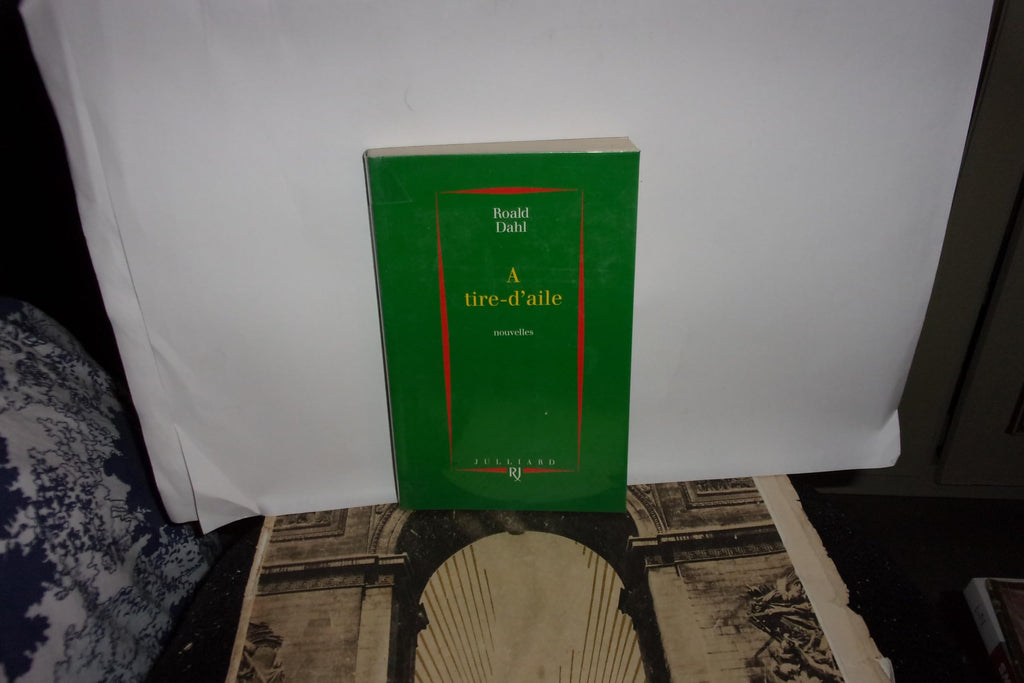 Roald
Dahl
A
tire-d'aile
nouvelles
JULLIARD
RJ